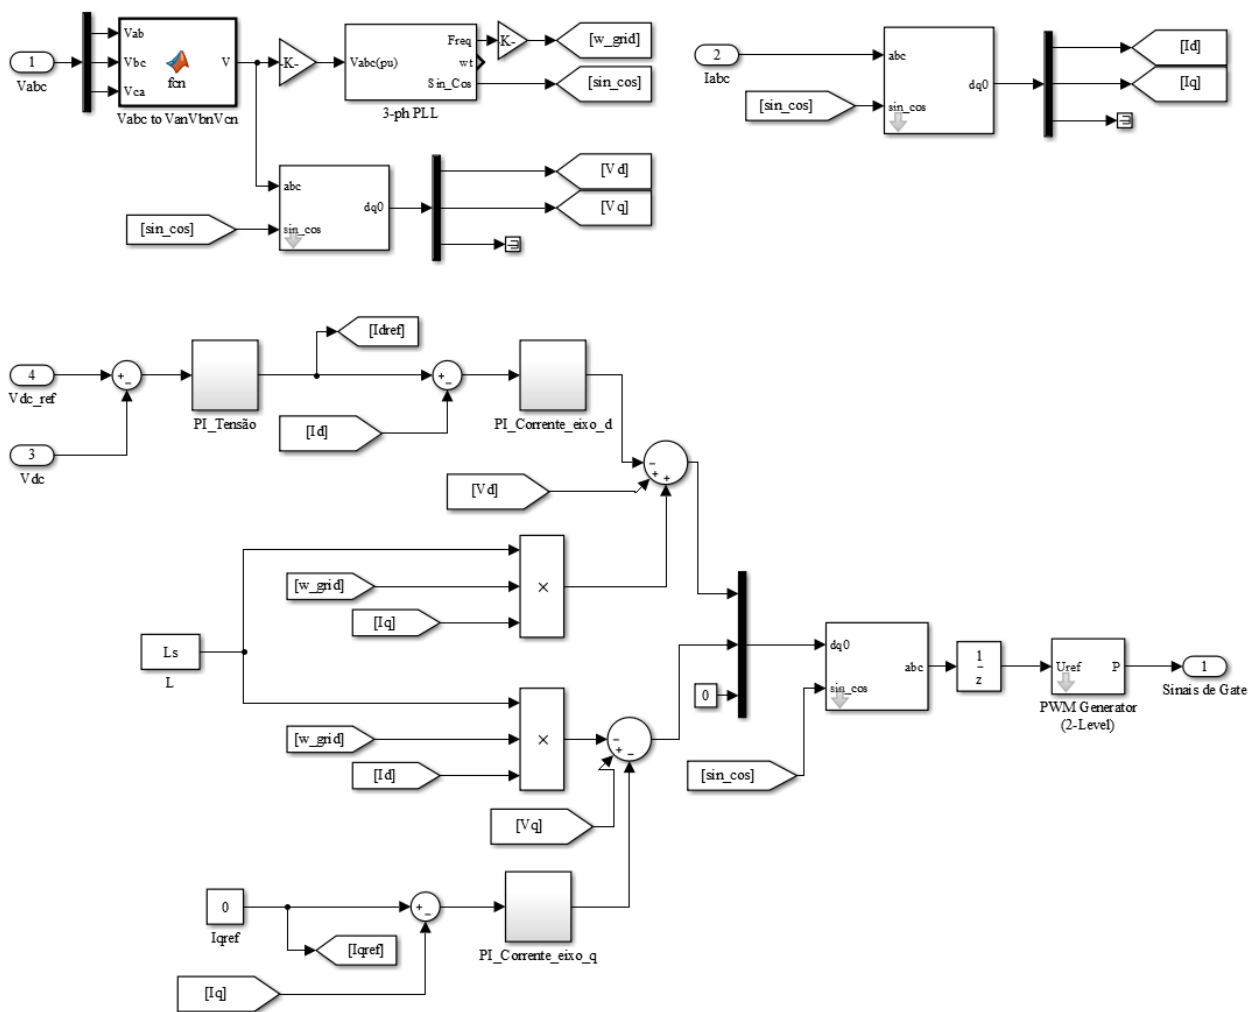 1
Vabc
Vab
Vbc
Vca
fcn
V
Vabc to VanVbnVcn
-K-
Vabc(pu)
Freq
wt
Sin_Cos
3-ph PLL
-K-
[w_grid]
[sin_cos]
2
Iabc
[sin_cos]
abc
sin_cos
dq0
[Id]
[Iq]
[sin_cos]
abc
sin_cos
dq0
[Vd]
[Vq]
4
Vdc_ref
3
Vdc
+
−
PI_Tensão
[Idref]
[Id]
+
−
PI_Corrente_eixo_d
[Vd]
−
+
+
Ls
L
[w_grid]
[Iq]
×
[w_grid]
[Id]
×
−
+
−
[Vq]
0
Iqref
[Iqref]
[Iq]
+
−
PI_Corrente_eixo_q
0
[sin_cos]
dq0
sin_cos
abc
1
z
Uref
P
PWM Generator
(2-Level)
1
Sinais de Gate